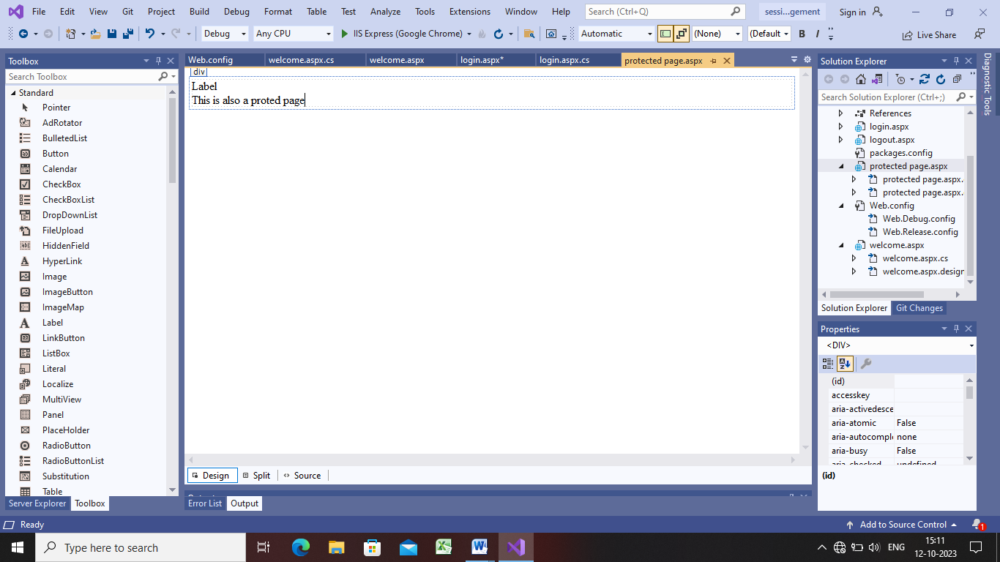 File Edit View Git Project Build Debug Format Table Test Analyze Tools Extensions Window Help Search (Ctrl+Q) sessi...gement Sign in
Debug Any CPU IIS Express (Google Chrome) Automatic (None) (Default B I Live Share
Toolbox
Search Toolbox
Standard
Pointer
AdRotator
BulletedList
Button
Calendar
CheckBox
CheckBoxList
DropDownList
FileUpload
HiddenField
HyperLink
Image
ImageButton
ImageMap
Label
LinkButton
ListBox
Literal
Localize
MultiView
Panel
PlaceHolder
RadioButton
RadioButtonList
Substitution
Table
Server Explorer Toolbox
Web.config welcome.aspx.cs welcome.aspx login.aspx* login.aspx.cs protected page.aspx
div
Label
This is also a proted page
Design Split Source
Error List Output
Solution Explorer
Search Solution Explorer (Ctrl+;)
References
login.aspx
logout.aspx
packages.config
protected page.aspx
protected page.aspx.
protected page.aspx.
Web.config
Web.Debug.config
Web.Release.config
welcome.aspx
welcome.aspx.cs
welcome.aspx.design
Solution Explorer Git Changes
Properties
<DIV>
(id)
accesskey
aria-activedesce
aria-atomic False
aria-autocomple none
aria-busy False
aria-checked undefined
(id)
Diagnostic Tools
Ready Add to Source Control 1
Type here to search ENG 15:11
12-10-2023